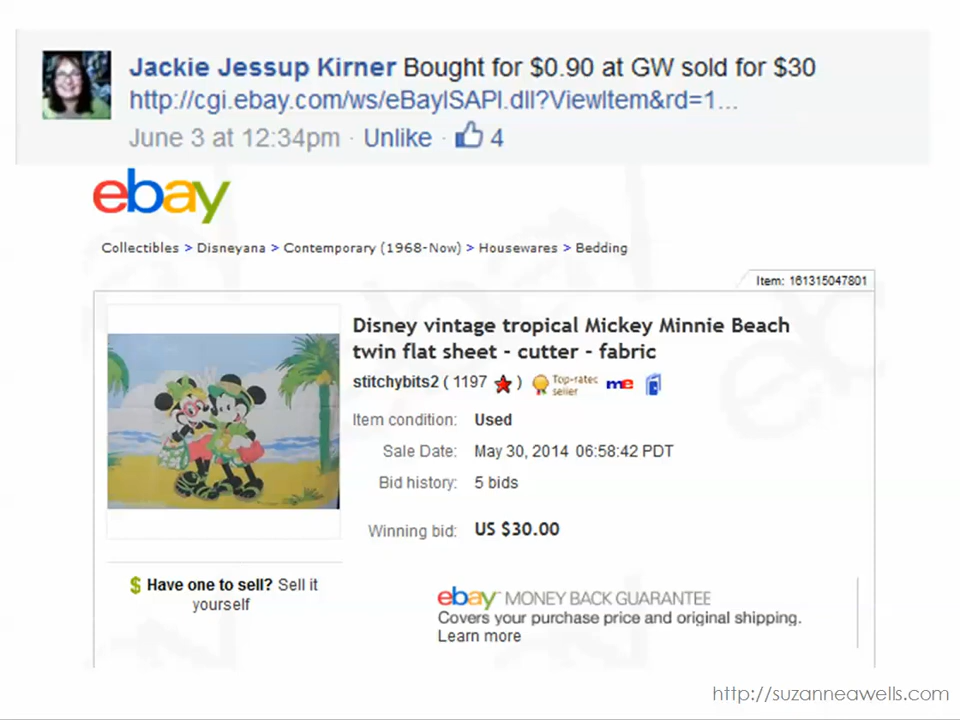 Jackie Jessup Kirner Bought for $0.90 at GW sold for $30
http://cgi.ebay.com/ws/eBayISAPI.dll?ViewItem&rd=1...
June 3 at 12:34pm · Unlike · 4
ebay
Collectibles > Disneyana > Contemporary (1968-Now) > Housewares > Bedding
Item: 161315047801
Disney vintage tropical Mickey Minnie Beach
twin flat sheet - cutter - fabric
stitchybits2 ( 1197 ) Top-rated seller me
Item condition: Used
Sale Date: May 30, 2014 06:58:42 PDT
Bid history: 5 bids
Winning bid: US $30.00
$ Have one to sell? Sell it
yourself
ebay MONEY BACK GUARANTEE
Covers your purchase price and original shipping.
Learn more
http://suzanneawells.com